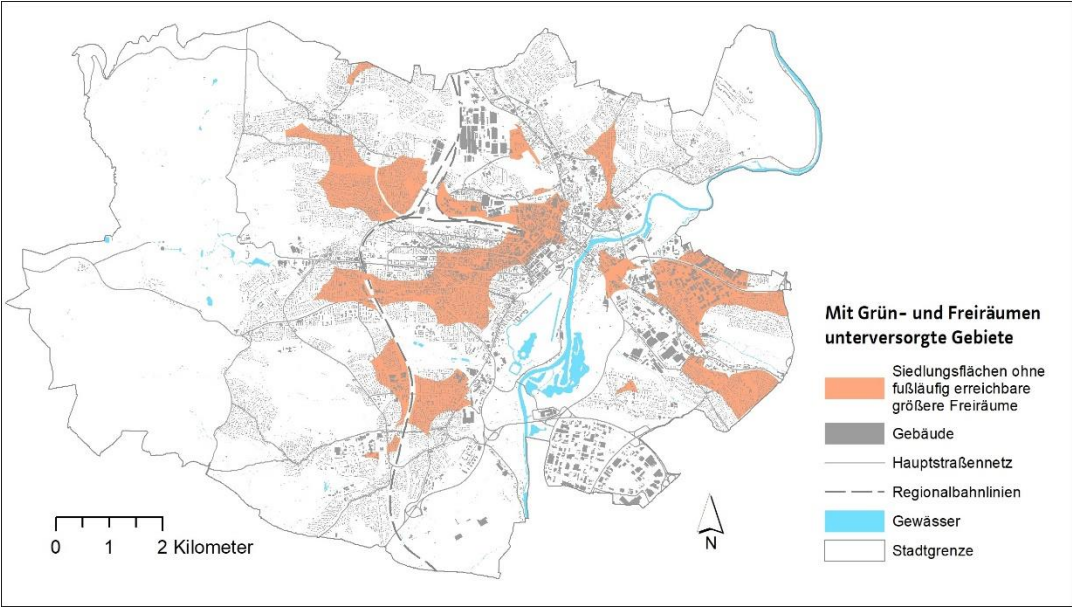 Mit Grün- und Freiräumen
unterversorgte Gebiete
Siedlungsflächen ohne
fußläufig erreichbare
größere Freiräume
Gebäude
Hauptstraßennetz
Regionalbahnlinien
Gewässer
Stadtgrenze
0 1 2 Kilometer
N